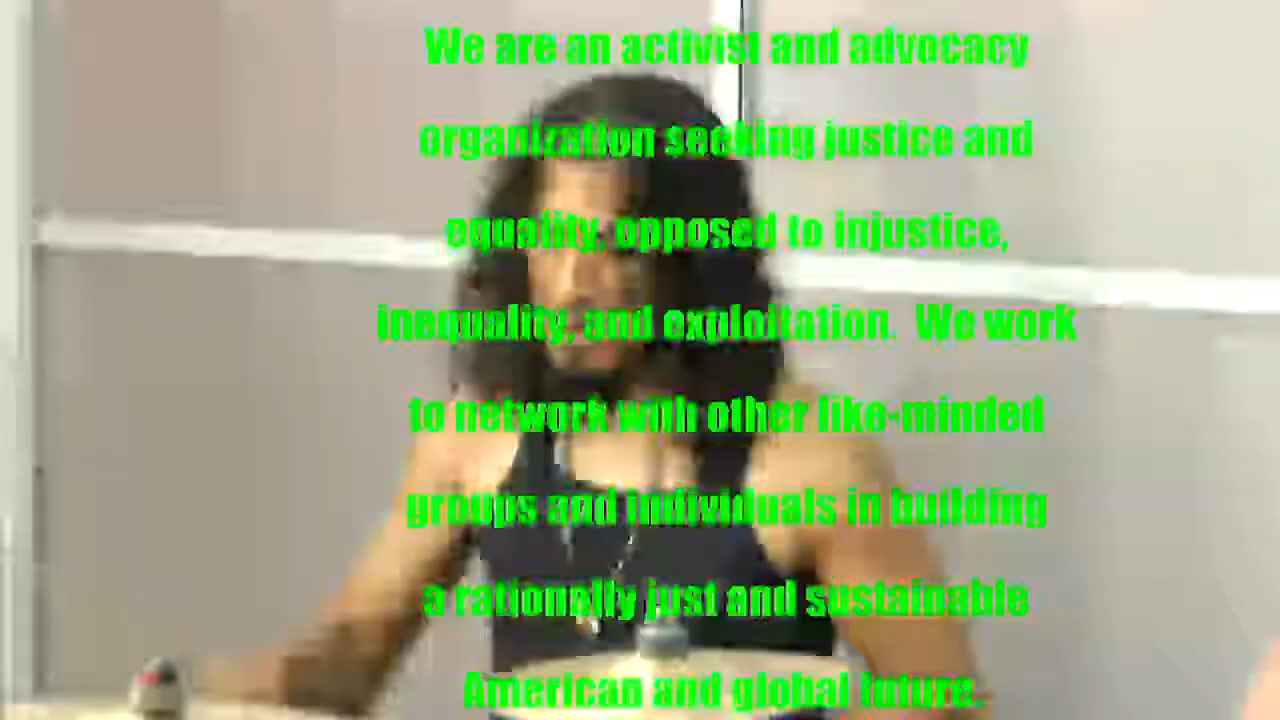 We are an activist and advocacy
organization seeking justice and
equality, opposed to injustice,
inequality, and exploitation.  We work
to network with other like-minded
groups and individuals in building
a rationally just and sustainable
American and global future.